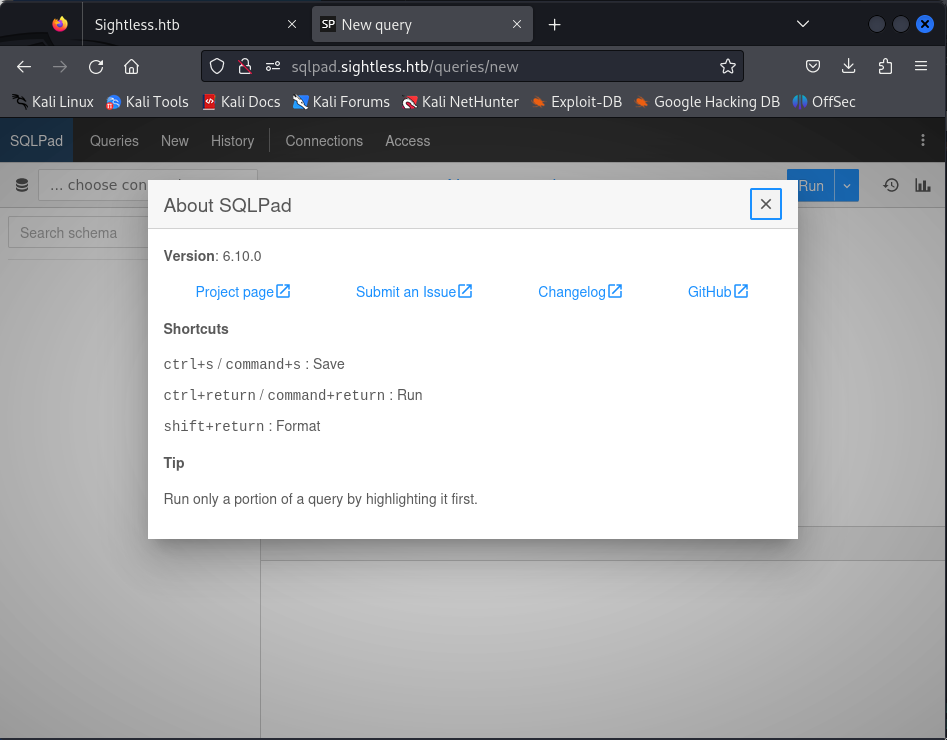 Sightless.htb
SP New query
sqlpad.sightless.htb/queries/new
Kali Linux Kali Tools Kali Docs Kali Forums Kali NetHunter Exploit-DB Google Hacking DB OffSec
SQLPad Queries New History Connections Access
... choose con
Run
About SQLPad
Search schema
Version: 6.10.0
Project page Submit an Issue Changelog GitHub
Shortcuts
ctrl+s / command+s : Save
ctrl+return / command+return : Run
shift+return : Format
Tip
Run only a portion of a query by highlighting it first.